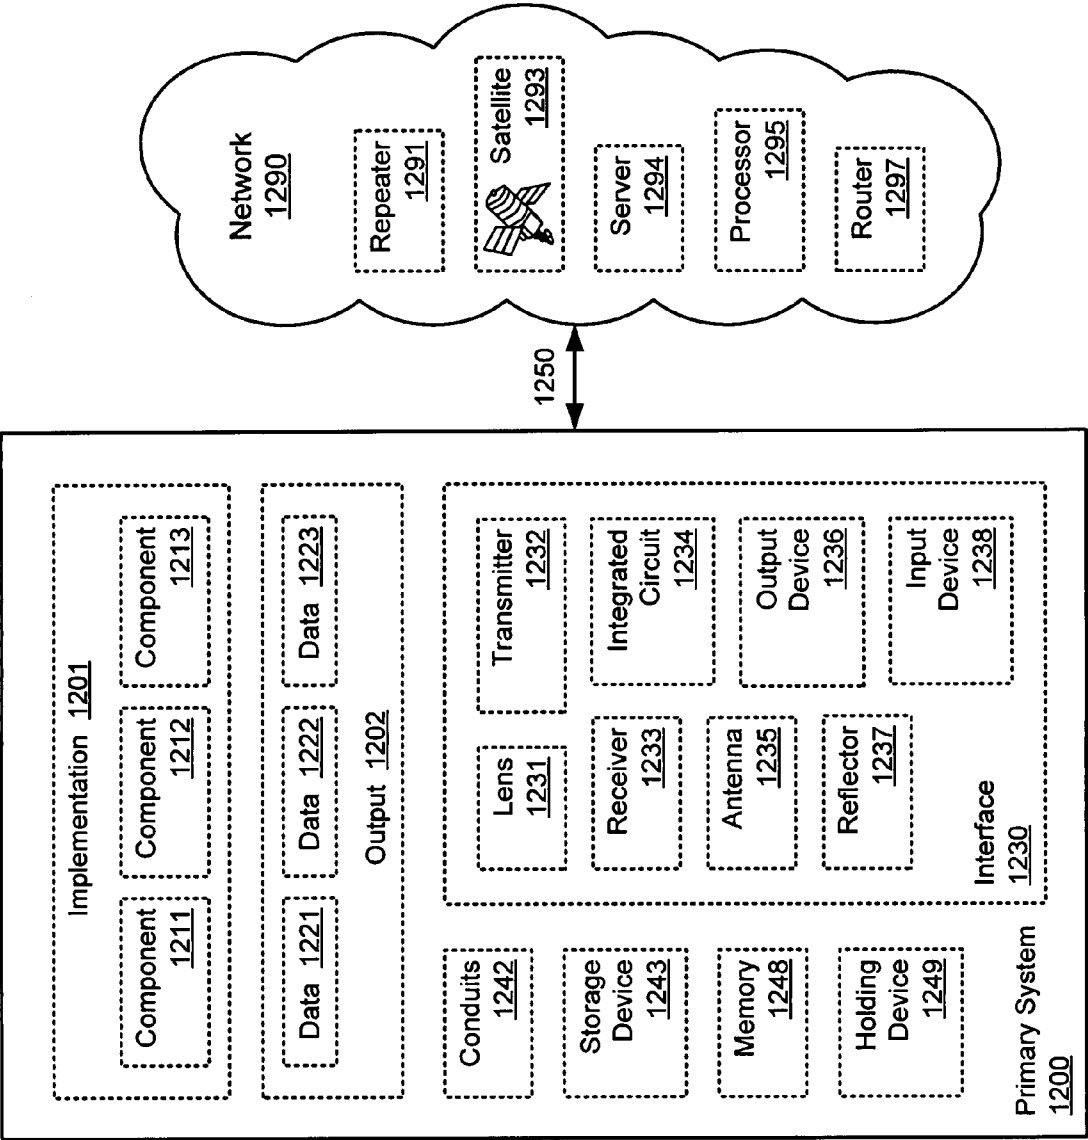 Implementation 1201
Component
1211
Component
1212
Component
1213
Data 1221
Data 1222
Data 1223
Output 1202
Conduits
1242
Storage
Device
1243
Memory
1248
Holding
Device
1249
Lens
1231
Transmitter
1232
Receiver
1233
Integrated
Circuit
1234
Antenna
1235
Output
Device
1236
Reflector
1237
Input
Device
1238
Interface
1230
Primary System
1200
1250
Network
1290
Repeater
1291
Satellite
1293
Server
1294
Processor
1295
Router
1297